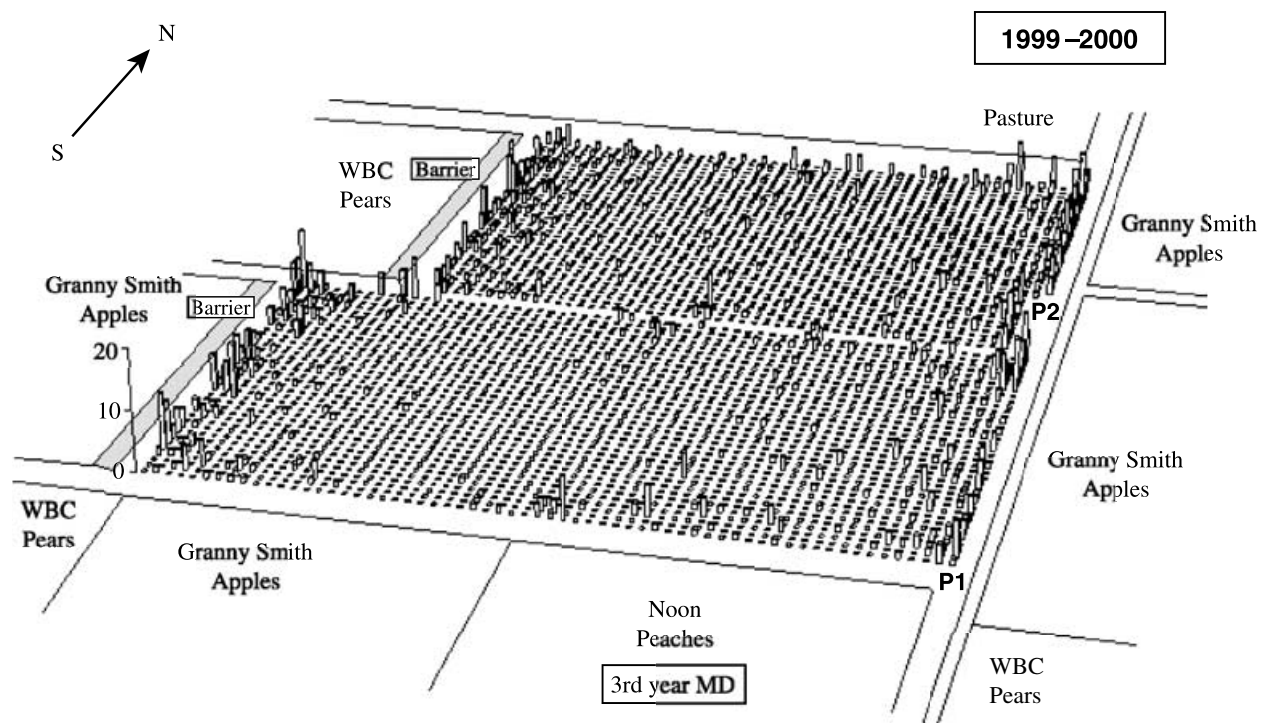 N
1999–2000
S
Pasture
WBC
Pears
Barrier
Granny Smith
Apples
Granny Smith
Apples
Barrier
P2
20
10
0
Granny Smith
Apples
WBC
Pears
Granny Smith
Apples
P1
Noon
Peaches
3rd year MD
WBC
Pears